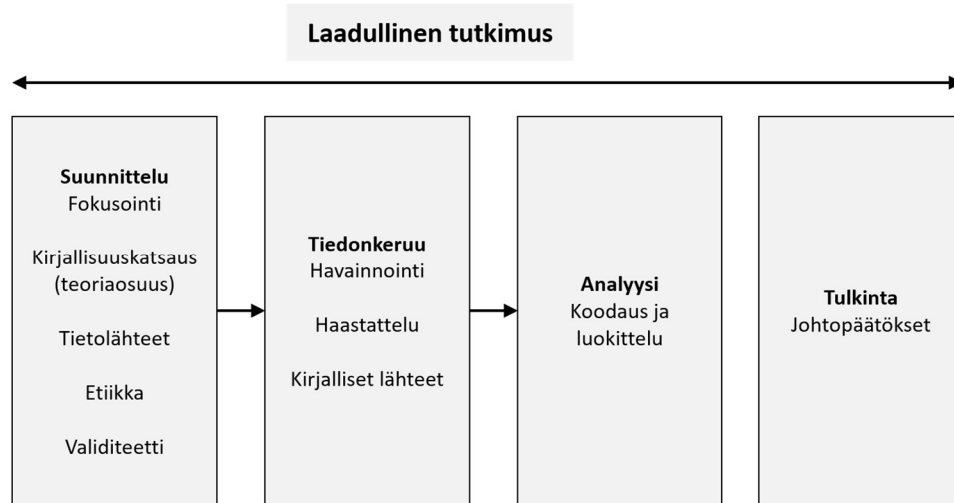 Laadullinen tutkimus
Suunnittelu
Fokusointi
Kirjallisuuskatsaus
(teoriaosuus)
Tietolähteet
Etiikka
Validiteetti
Tiedonkeruu
Havainnointi
Haastattelu
Kirjalliset lähteet
Analyysi
Koodaus ja
luokittelu
Tulkinta
Johtopäätökset